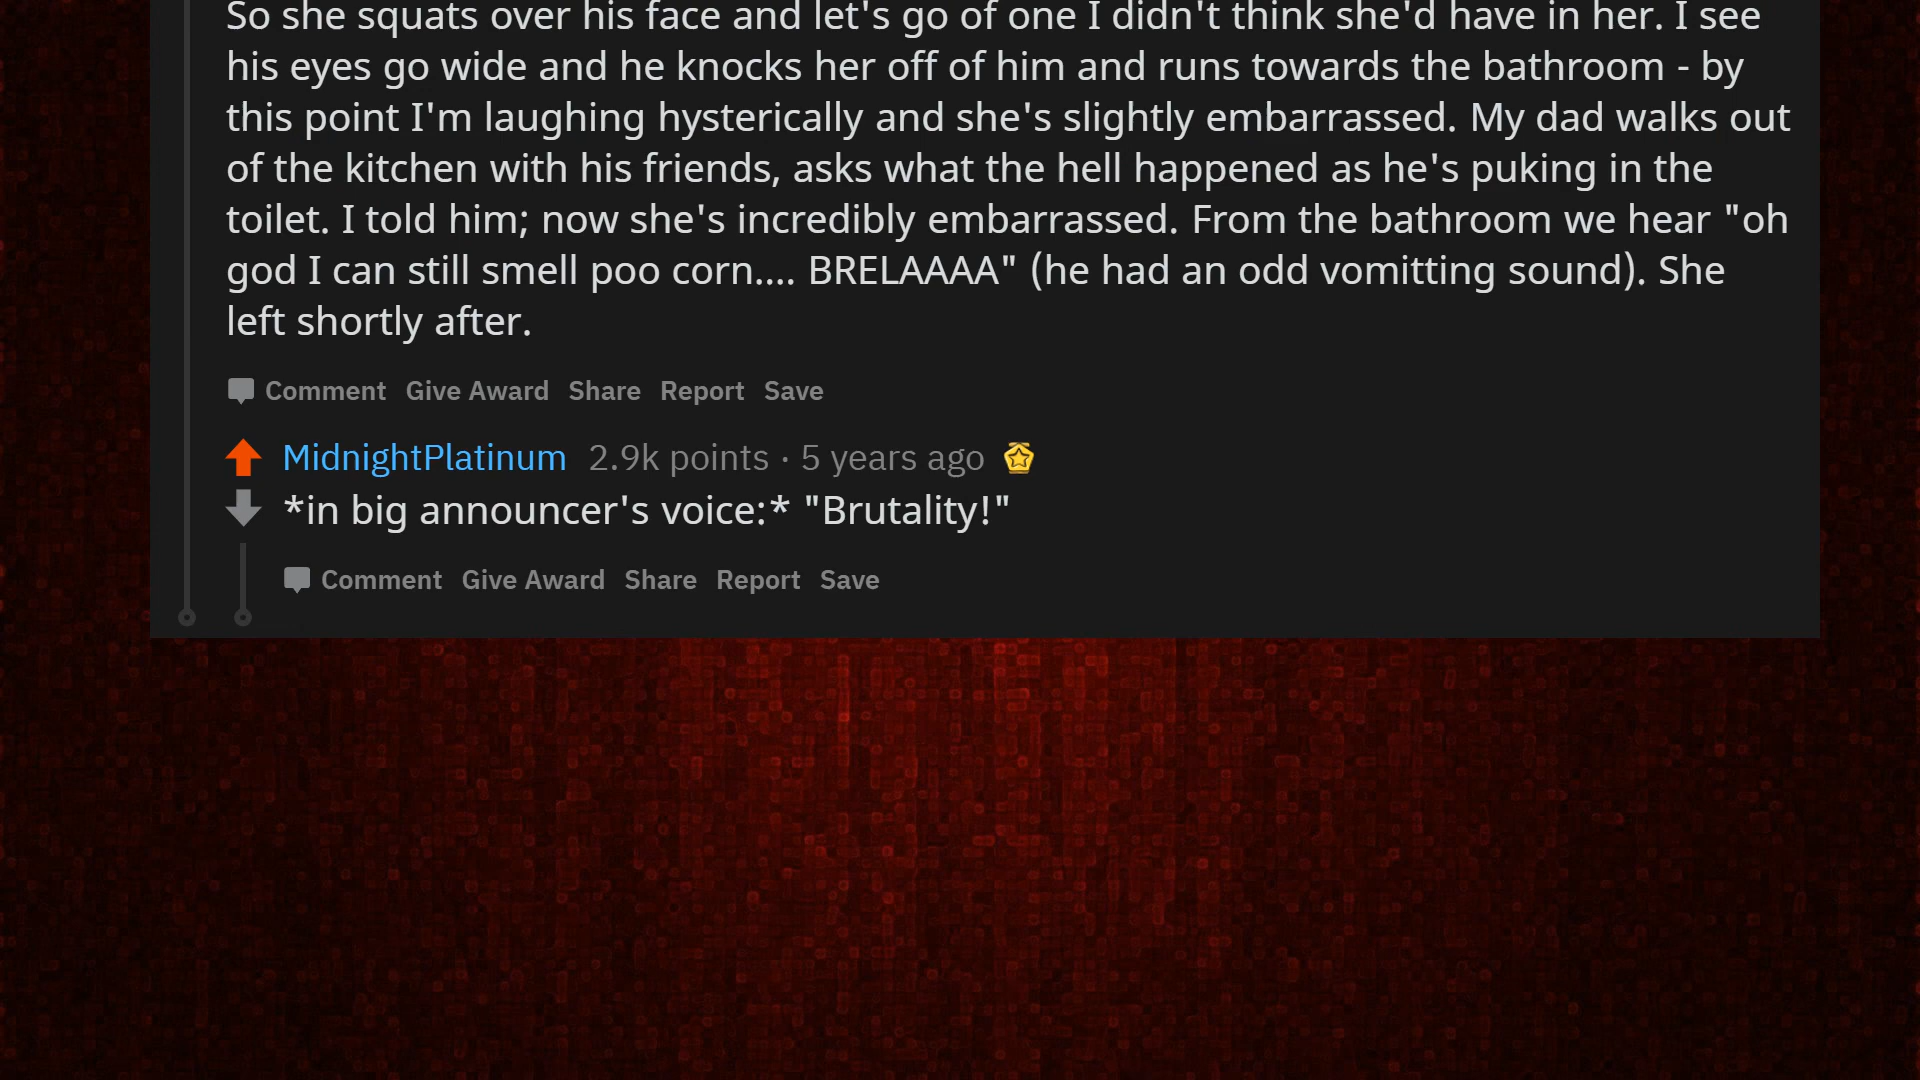 So she squats over his face and let's go of one I didn't think she'd have in her. I see
his eyes go wide and he knocks her off of him and runs towards the bathroom - by
this point I'm laughing hysterically and she's slightly embarrassed. My dad walks out
of the kitchen with his friends, asks what the hell happened as he's puking in the
toilet. I told him; now she's incredibly embarrassed. From the bathroom we hear "oh
god I can still smell poo corn.... BRELAAAA" (he had an odd vomitting sound). She
left shortly after.
Comment Give Award Share Report Save
MidnightPlatinum 2.9k points · 5 years ago
*in big announcer's voice:* "Brutality!"
Comment Give Award Share Report Save